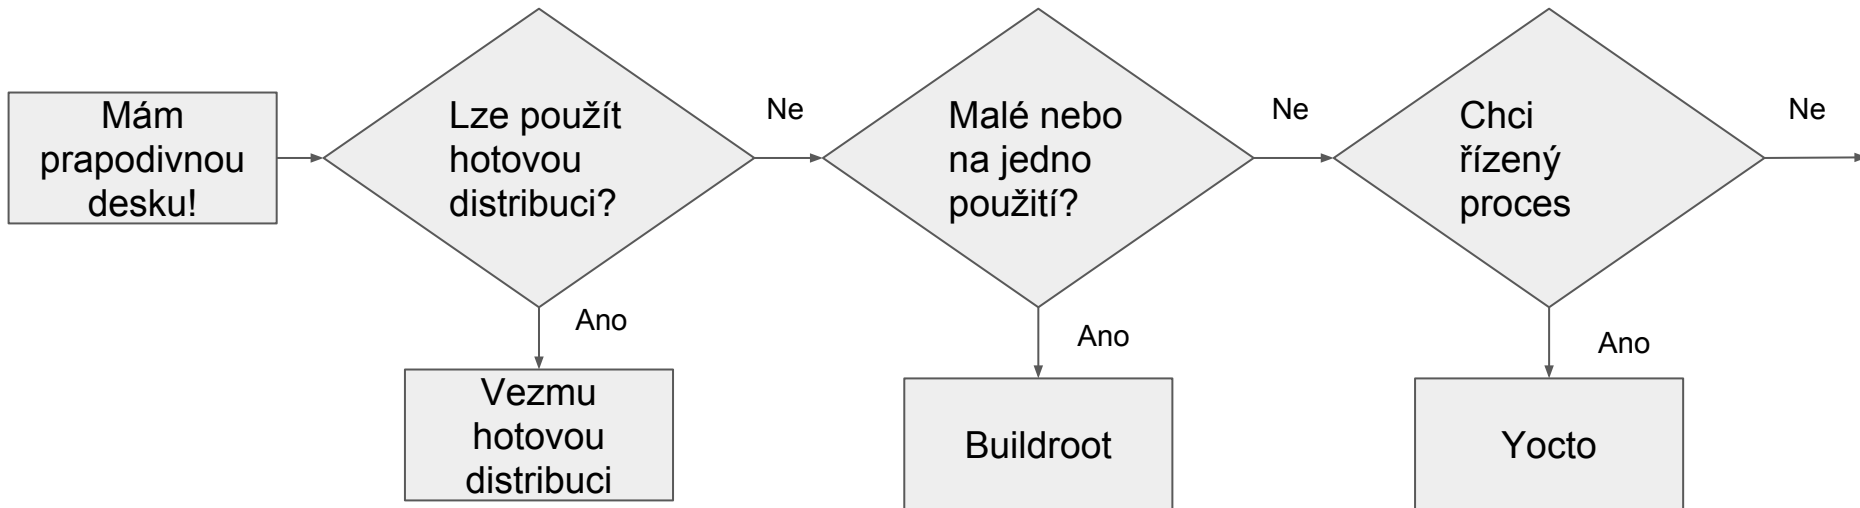 Mám
prapodivnou
desku!
Lze použít
hotovou
distribuci?
Ne
Malé nebo
na jedno
použití?
Ne
Chci
řízený
proces
Ne
Ano
Vezmu
hotovou
distribuci
Ano
Buildroot
Ano
Yocto